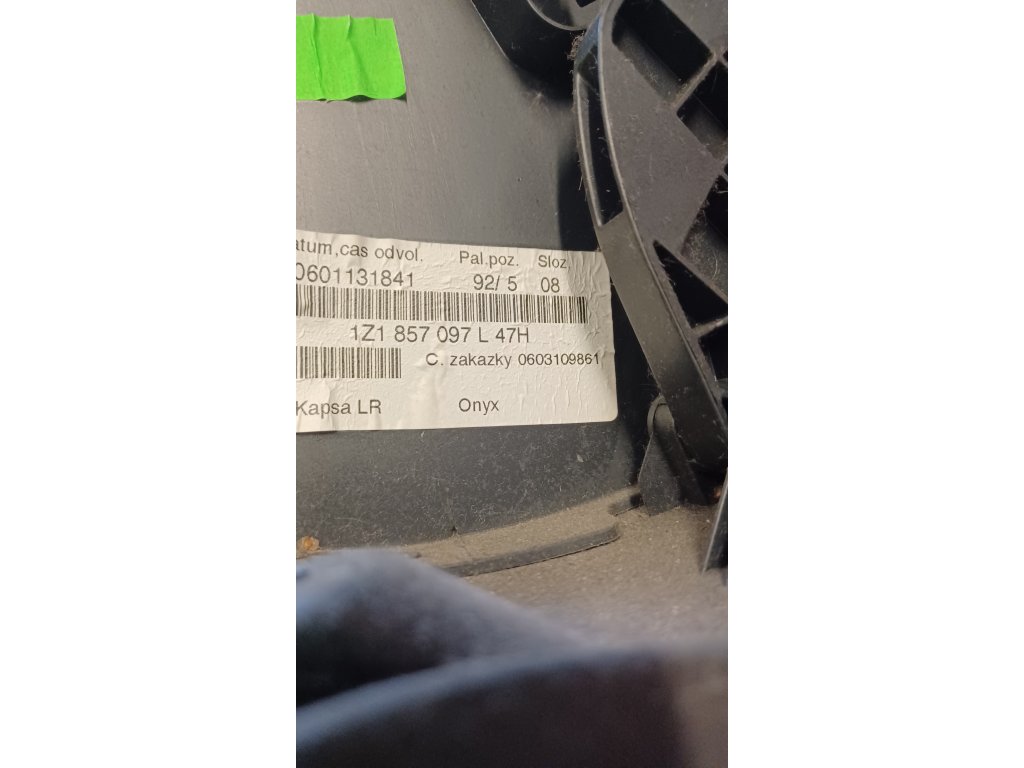 atum,cas odvol. Pal.poz. Sloz.
0601131841 92/ 5 08
1Z1 857 097 L 47H
C. zakazky 0603109861
Kapsa LR Onyx